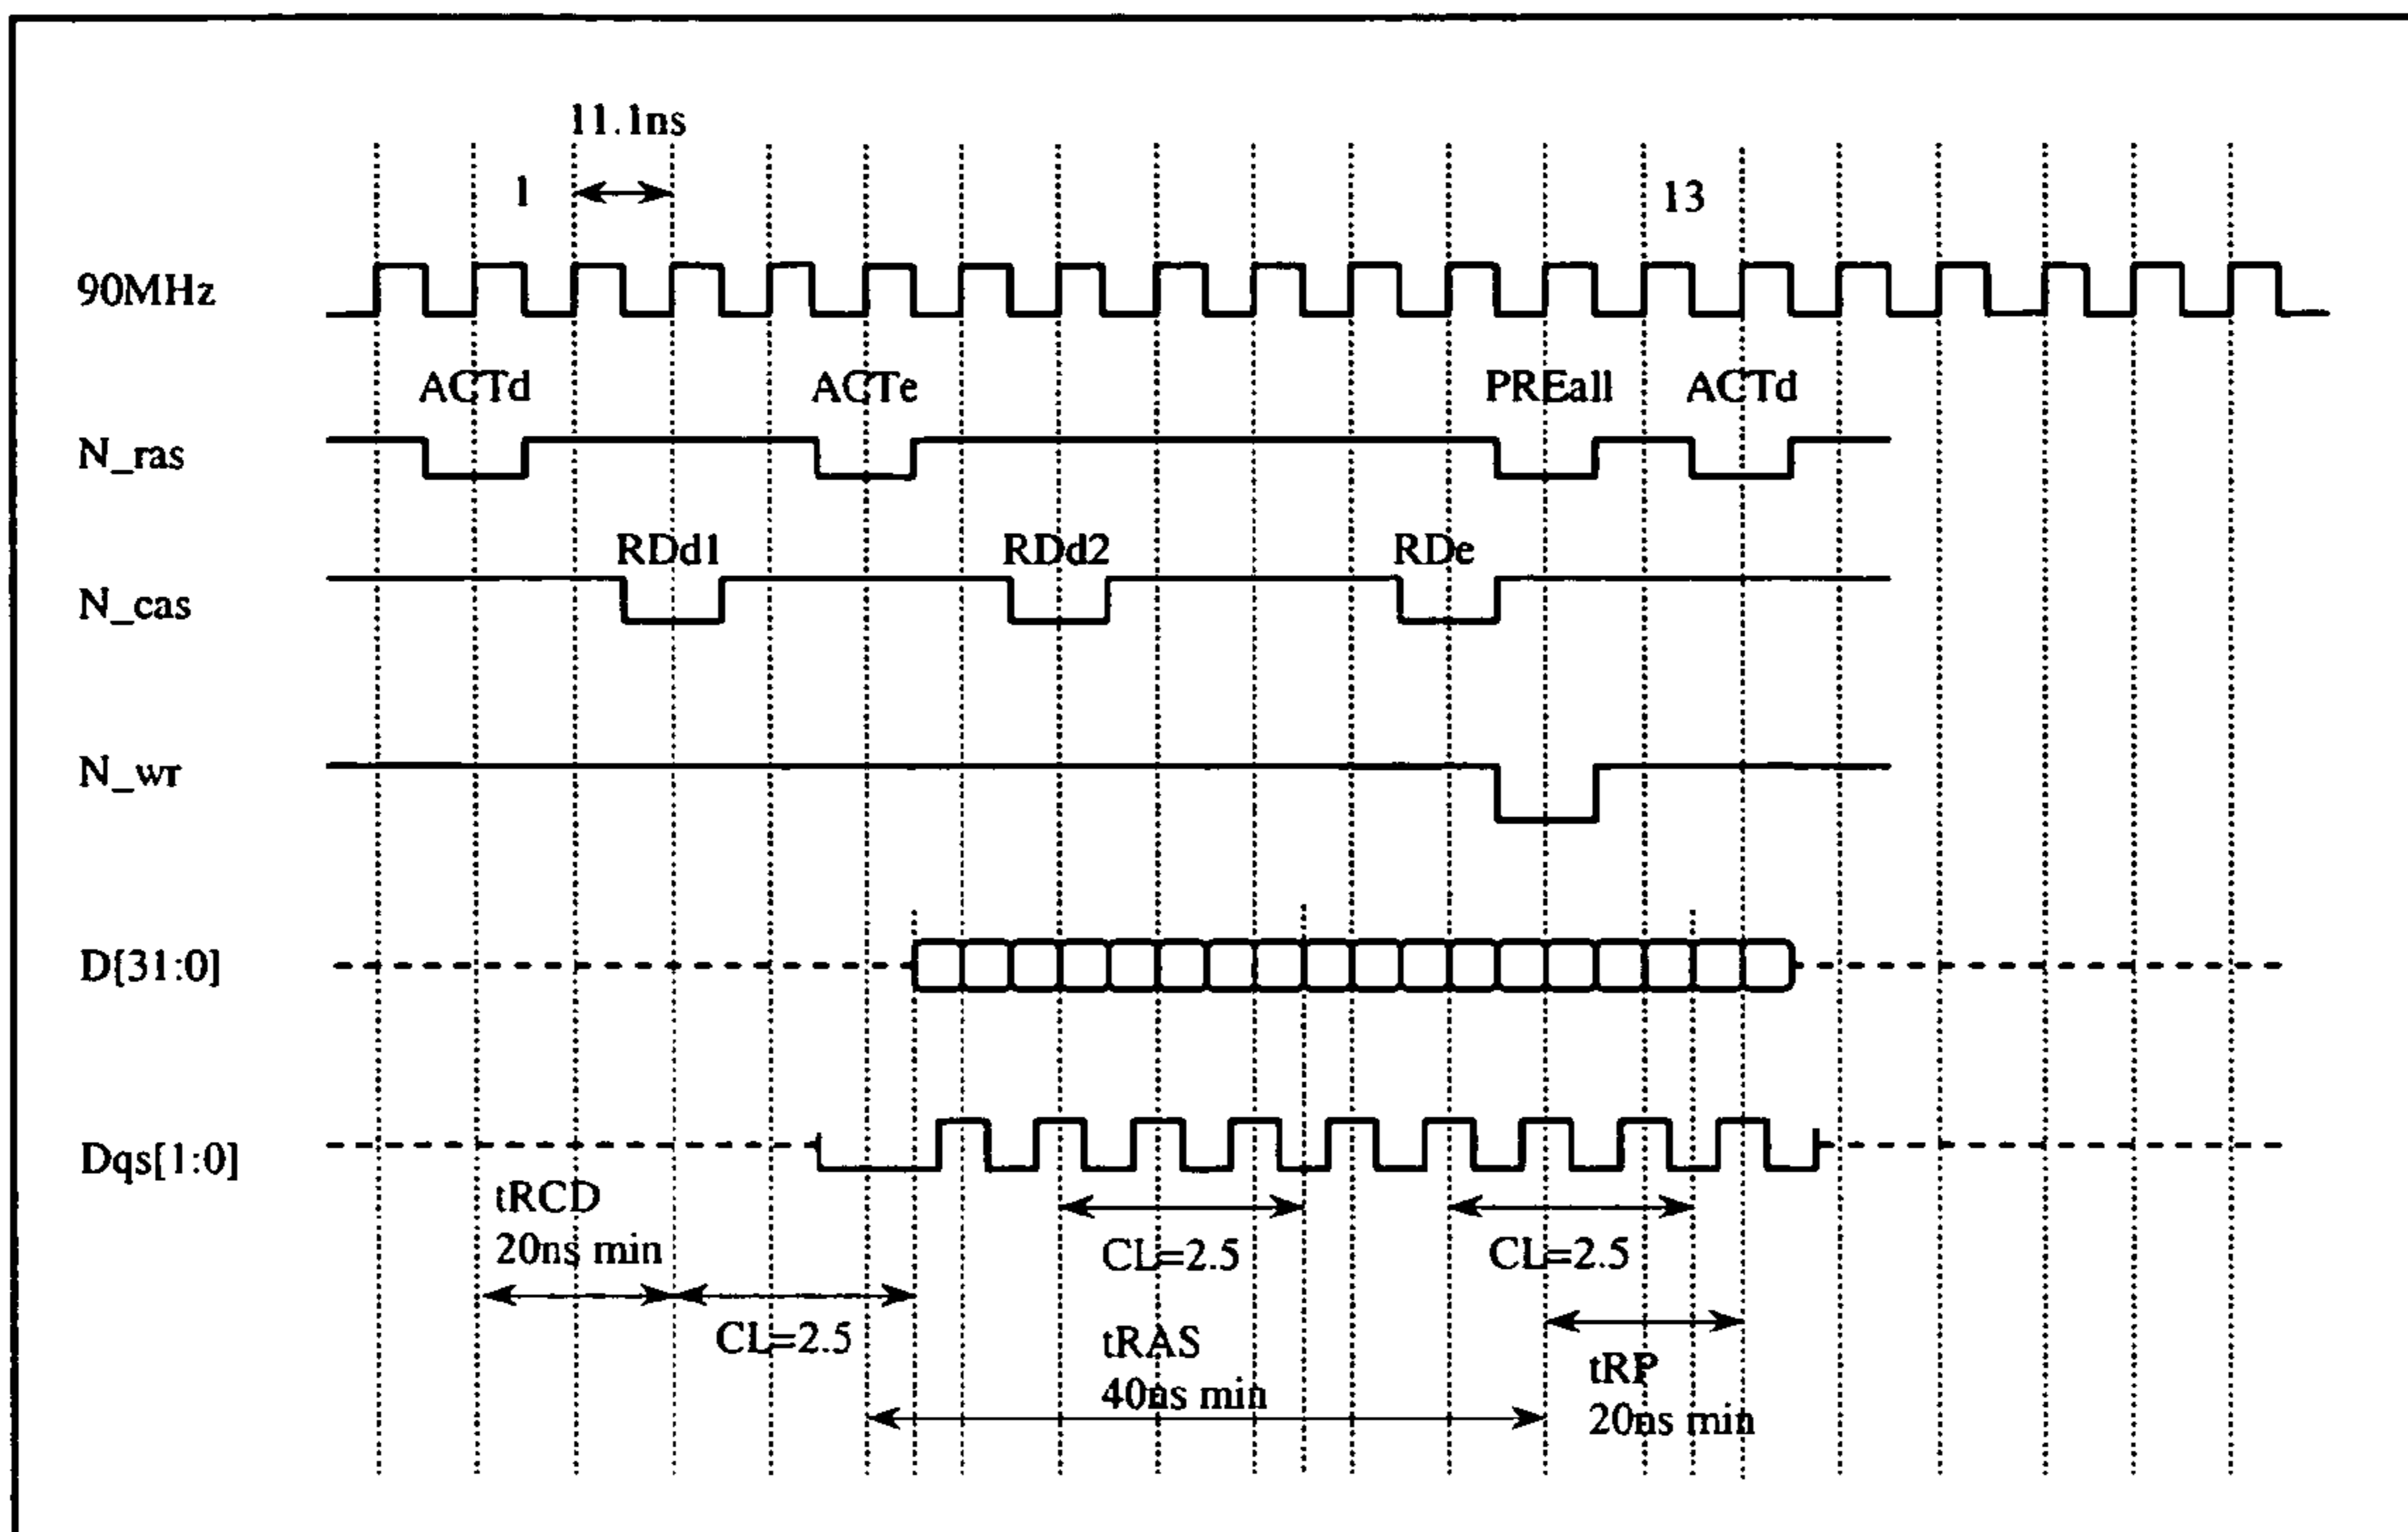 11.1ns
1
13
90MHz
ACTd
ACTe
PREall
ACTd
N_ras
RDd1
RDd2
RDe
N_cas
N_wr
D[31:0]
Dqs[1:0]
tRCD
20ns min
CL=2.5
CL=2.5
CL=2.5
tRAS
40ns min
tRP
20ns min